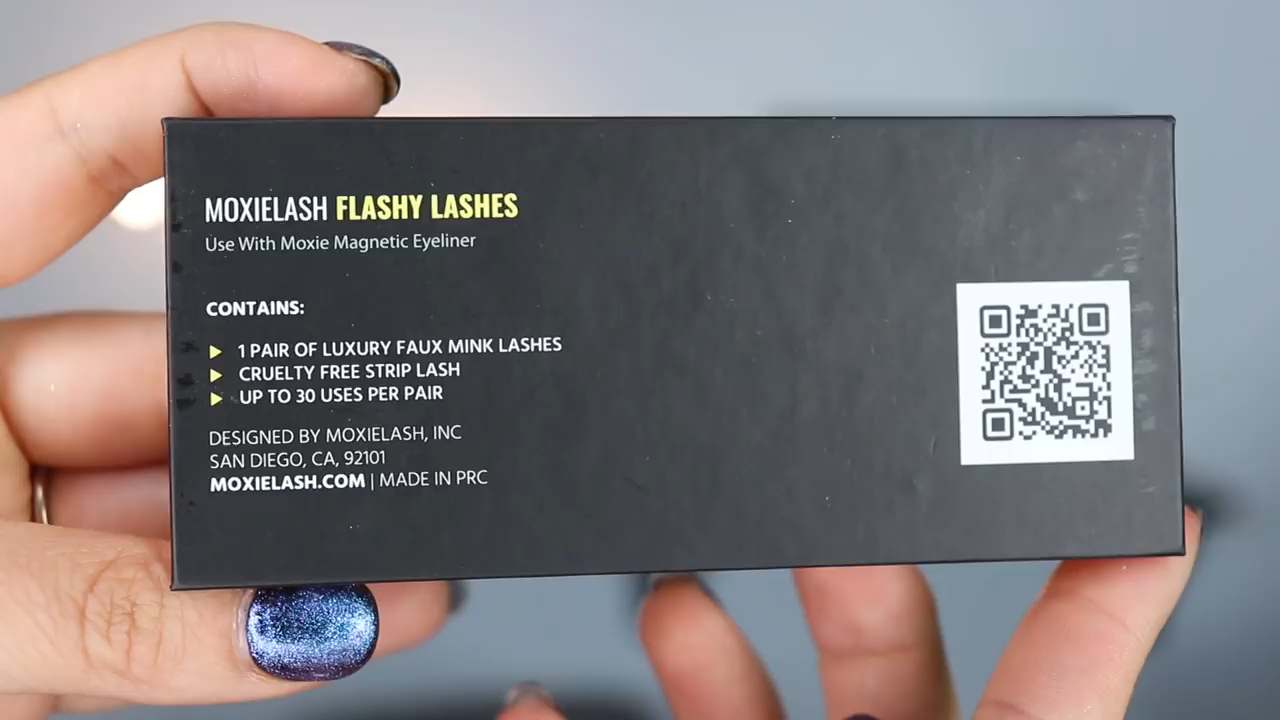 MOXIELASH FLASHY LASHES
Use With Moxie Magnetic Eyeliner
CONTAINS:
1 PAIR OF LUXURY FAUX MINK LASHES
CRUELTY FREE STRIP LASH
UP TO 30 USES PER PAIR
DESIGNED BY MOXIELASH, INC
SAN DIEGO, CA, 92101
MOXIELASH.COM | MADE IN PRC